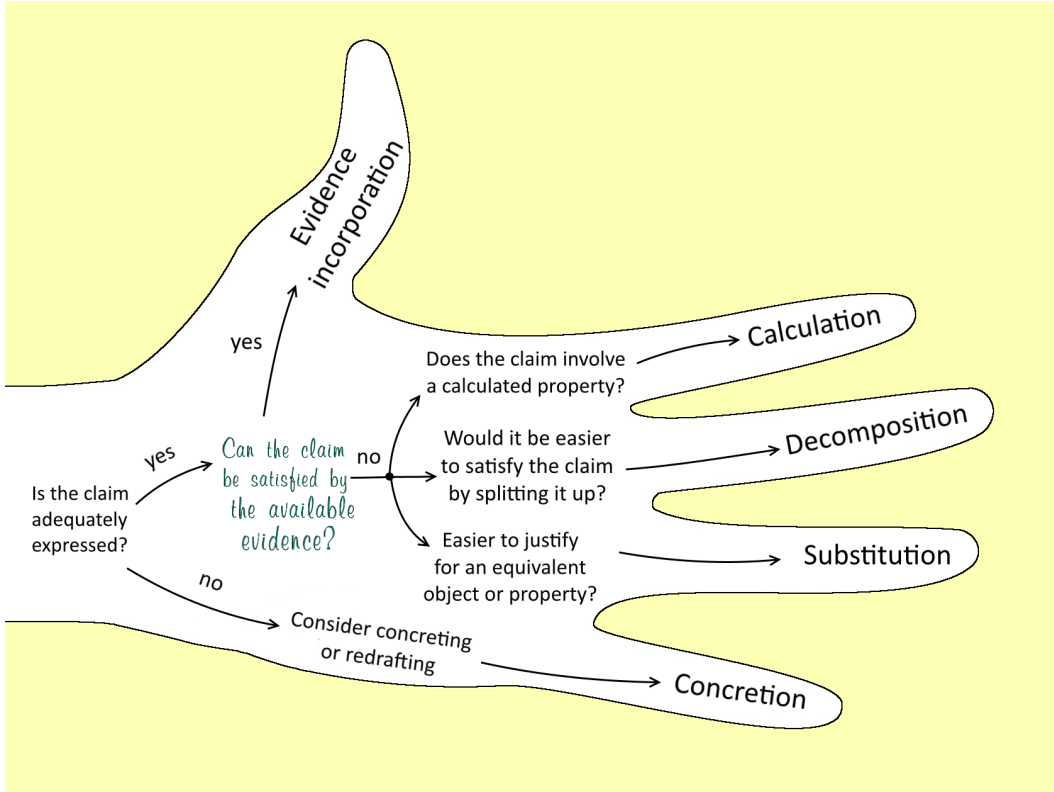 Evidence
incorporation
yes
Calculation
Does the claim involve
a calculated property?
Decomposition
Would it be easier
to satisfy the claim
by splitting it up?
no
Can the claim
be satisfied by
the available
evidence?
yes
Is the claim
adequately
expressed?
Easier to justify
for an equivalent
object or property?
Substitution
no
Consider concreting
or redrafting
Concretion